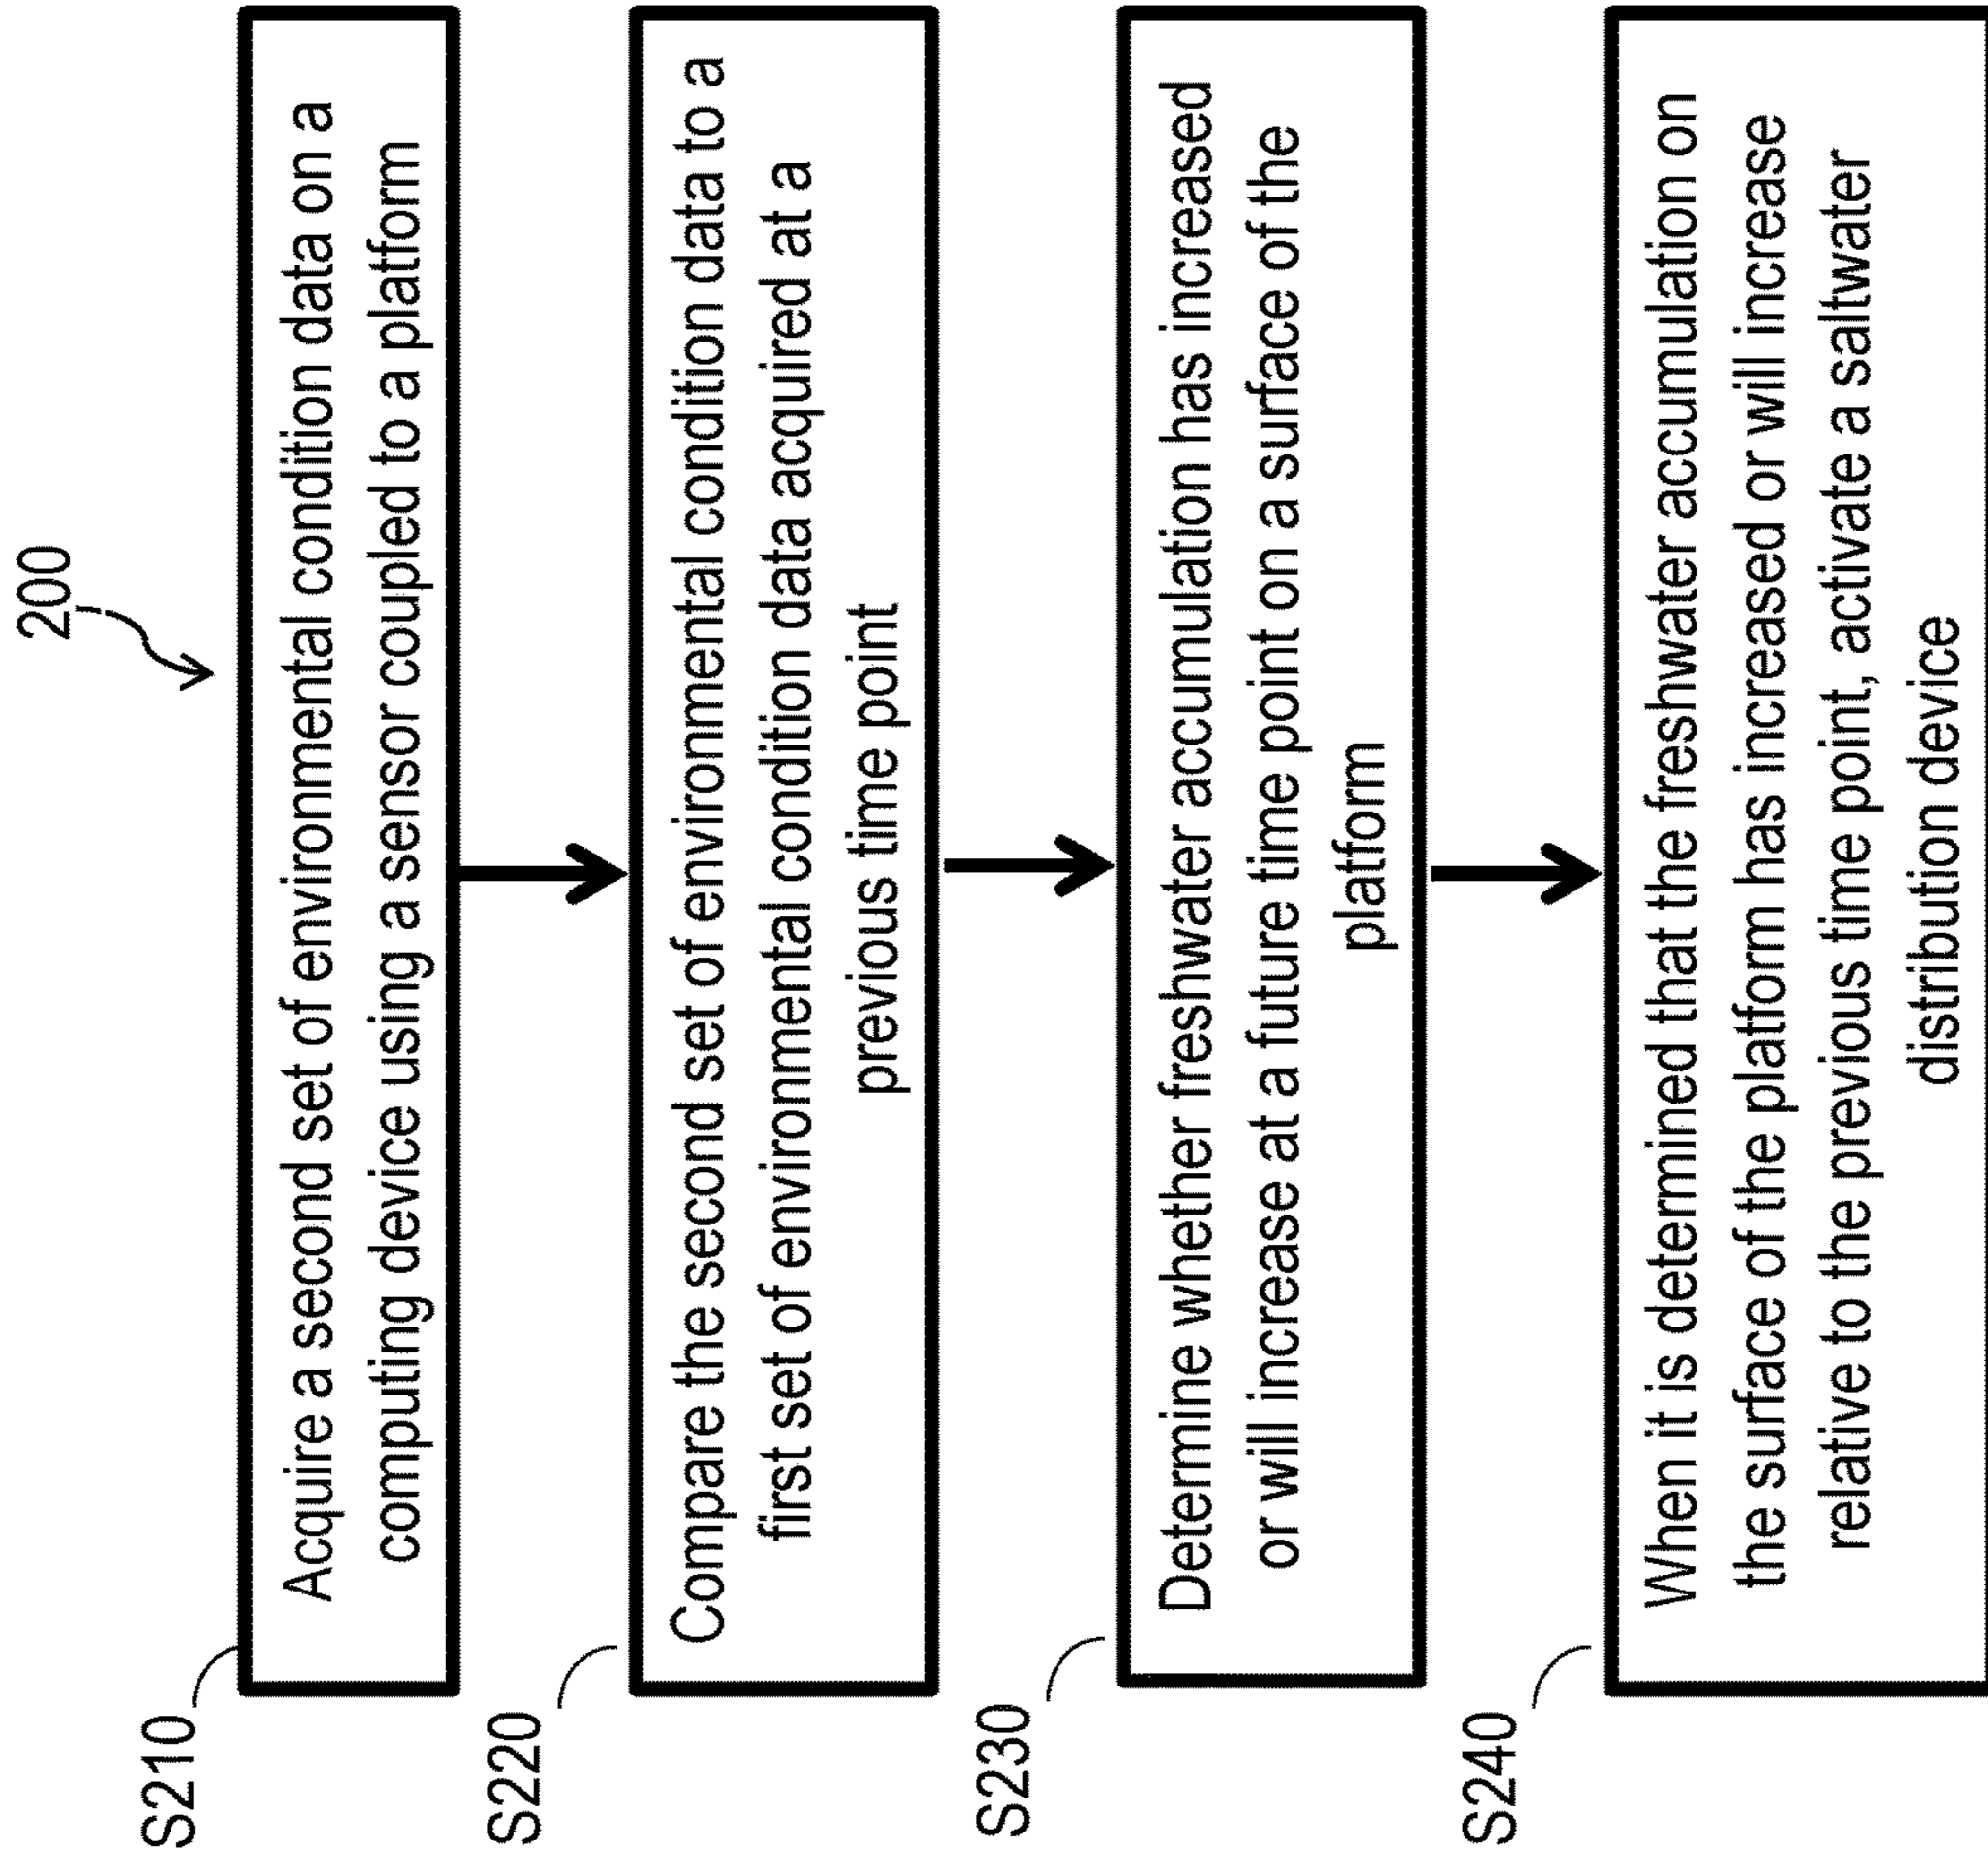 200
S210
Acquire a second set of environmental condition data on a
computing device using a sensor coupled to a platform
S220
Compare the second set of environmental condition data to a
first set of environmental condition data acquired at a
previous time point
S230
Determine whether freshwater accumulation has increased
or will increase at a future time point on a surface of the
platform
S240
When it is determined that the freshwater accumulation on
the surface of the platform has increased or will increase
relative to the previous time point, activate a saltwater
distribution device